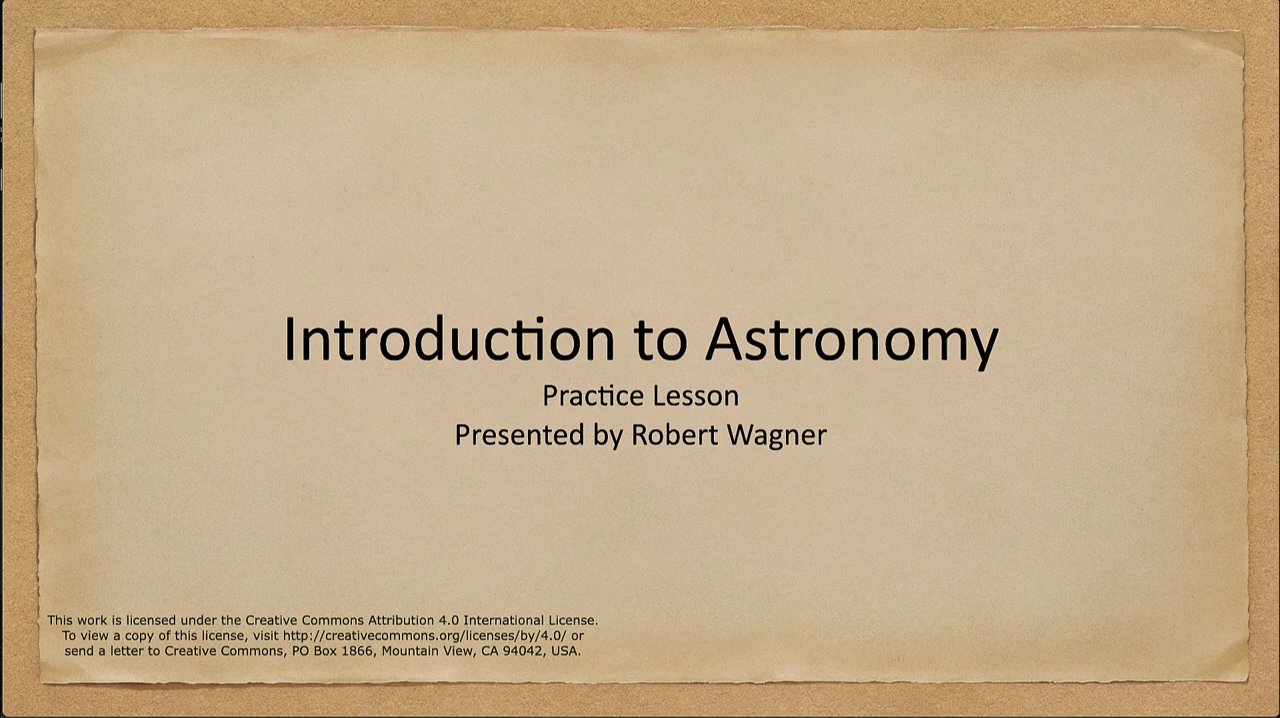 Introduction to Astronomy
Practice Lesson
Presented by Robert Wagner
This work is licensed under the Creative Commons Attribution 4.0 International License.
To view a copy of this license, visit http://creativecommons.org/licenses/by/4.0/ or
send a letter to Creative Commons, PO Box 1866, Mountain View, CA 94042, USA.